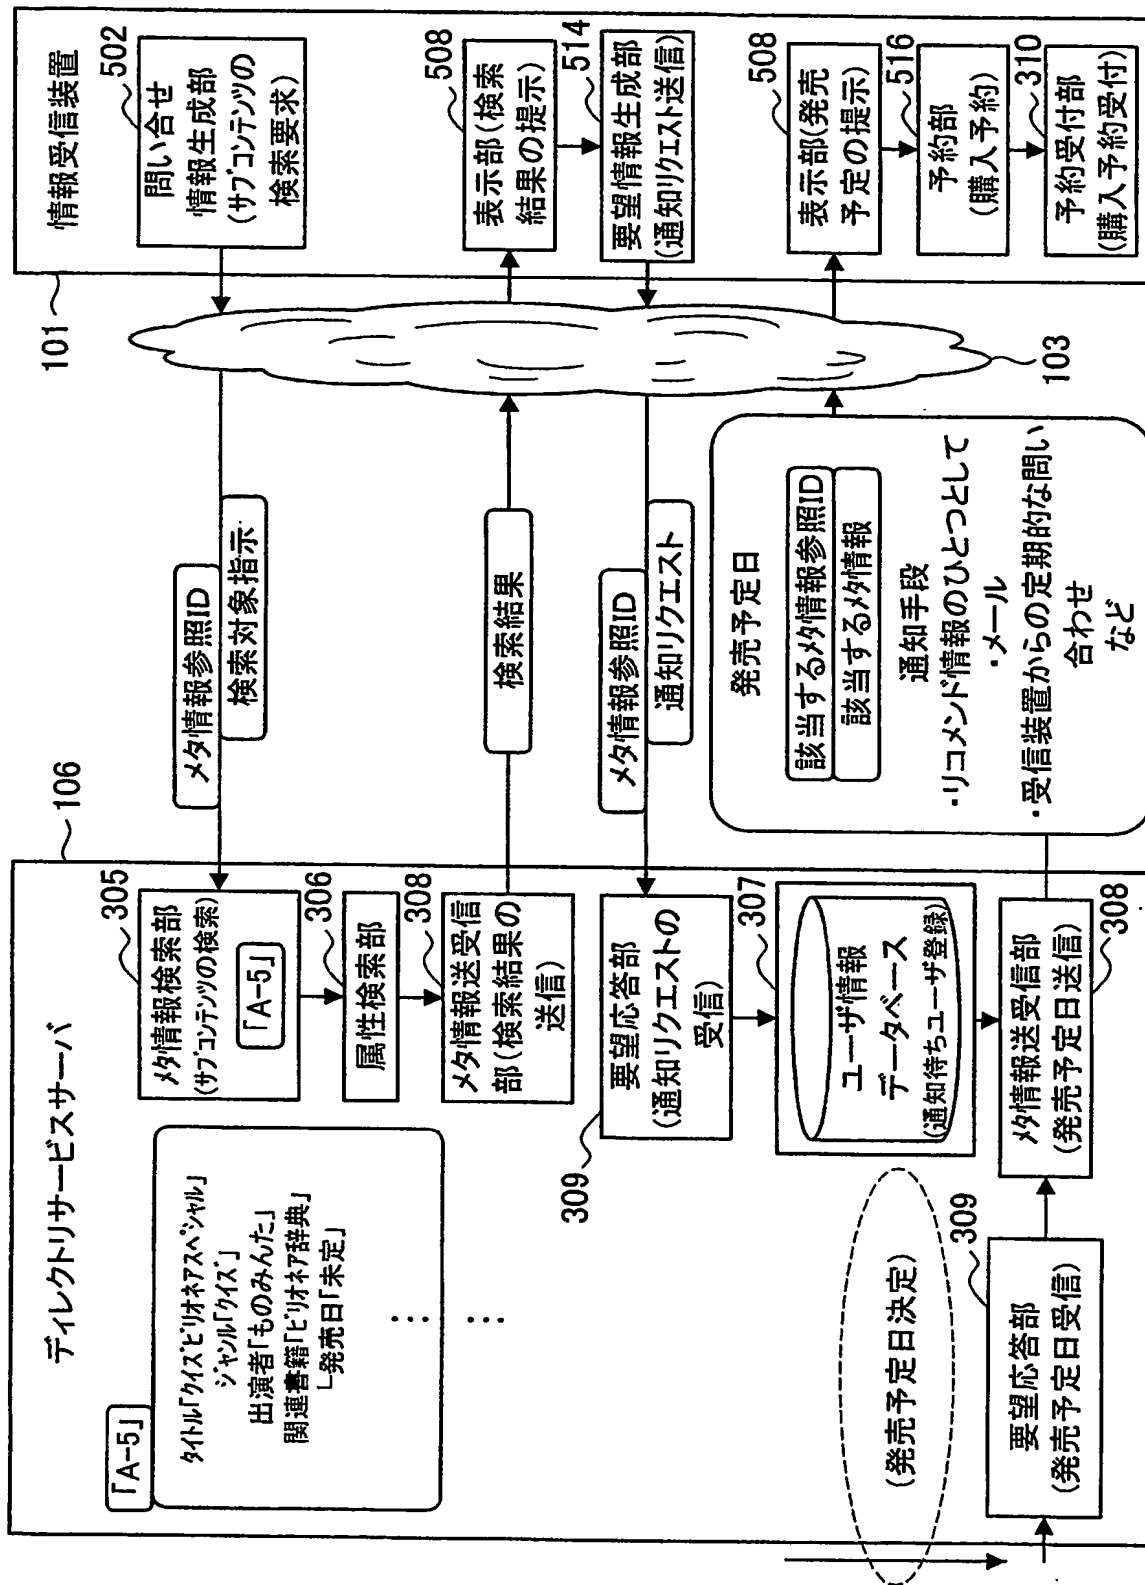 ディレクトリサービスサーバ
106
「A-5」
タイトル「クイズビリオネアスペシャル」
ジャンル「クイズ」
出演者「ものみんた」
関連書籍「ビリオネア辞典」
└発売日「未定」
⋮
⋮
305
メタ情報検索部
(サブコンテンツの検索)
「A-5」
306
属性検索部
308
メタ情報送受信
部(検索結果の
送信)
309
要望応答部
(通知リクエストの
受信)
307
ユーザ情報
データベース
(通知待ちユーザ登録)
(発売予定日決定)
309
要望応答部
(発売予定日受信)
メタ情報送受信部
(発売予定日送信)
308
メタ情報参照ID
検索対象指示
検索結果
メタ情報参照ID
通知リクエスト
発売予定日
該当するメタ情報参照ID
該当するメタ情報
通知手段
・リコメンド情報のひとつとして
・メール
・受信装置からの定期的な問い
合わせ
など
103
101
情報受信装置
502
問い合せ
情報生成部
(サブコンテンツの
検索要求)
508
表示部(検索
結果の提示)
514
要望情報生成部
(通知リクエスト送信)
508
表示部(発売
予定の提示)
516
予約部
(購入予約)
310
予約受付部
(購入予約受付)